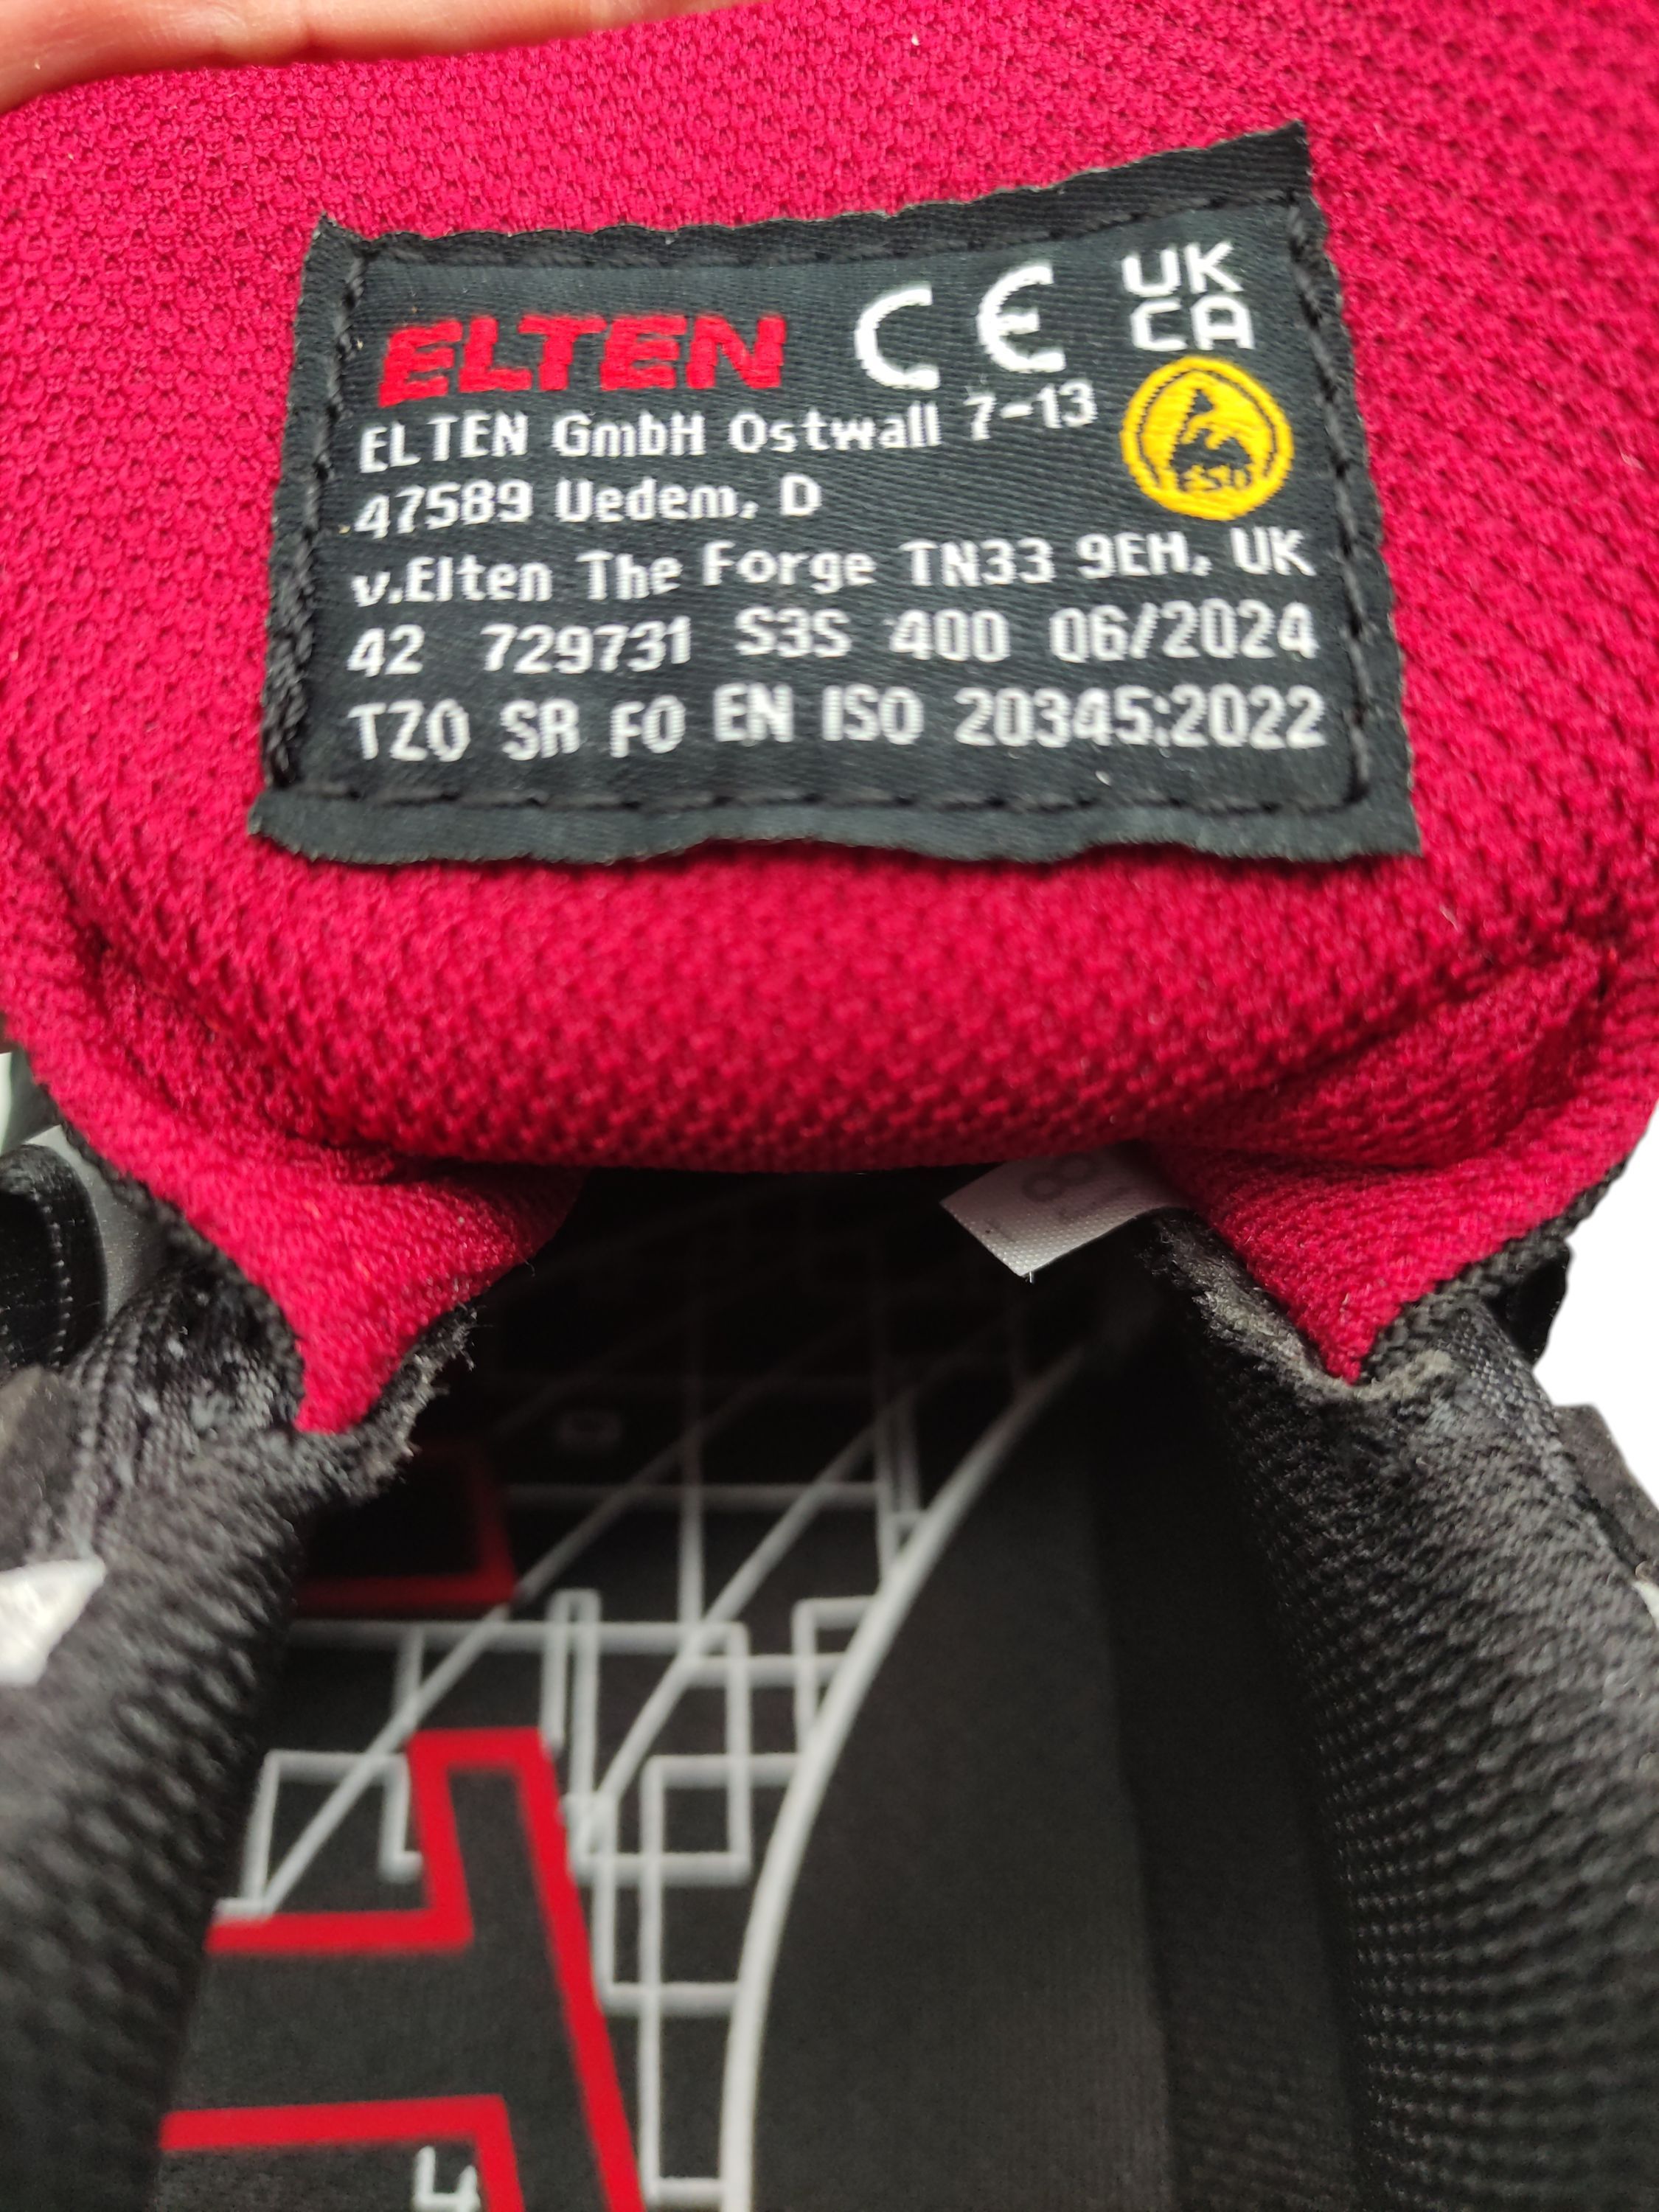 ELTEN CE UK CA
ELTEN GmbH Ostwall 7-13
ESD
47589 Uedem, D
v.Elten The Forge TN33 9EH, UK
42 729731 S3S 400 06/2024
TZO SR FO EN ISO 20345:2022